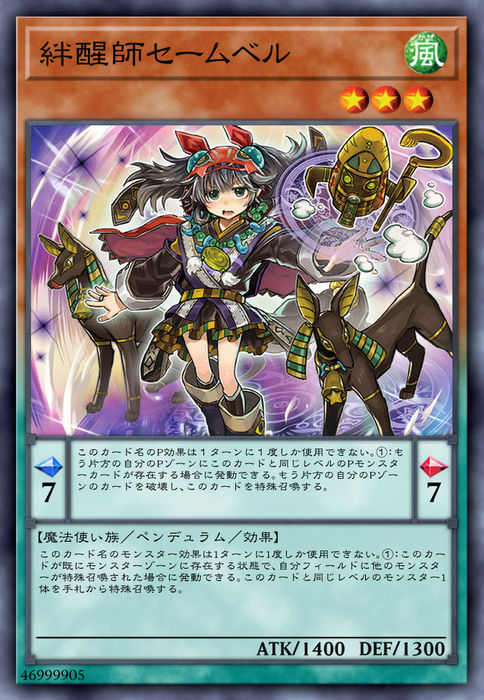 絆醒師セームベル
かぜ
風
このカード名のP効果は1ターンに1度しか使用できない。①：も
う片方の自分のPゾーンにこのカードと同じレベルのPモンスタ
ーカードが存在する場合に発動できる。もう片方の自分のPゾ
ーンのカードを破壊し、このカードを特殊召喚する。
7
7
【魔法使い族／ペンデュラム／効果】
このカード名のモンスター効果は1ターンに1度しか使用できない。①：このカー
ドが既にモンスターゾーンに存在する状態で、自分フィールドに他のモンスタ
ーが特殊召喚された場合に発動できる。このカードと同じレベルのモンスター1
体を手札から特殊召喚する。
ATK/1400 DEF/1300
46999905